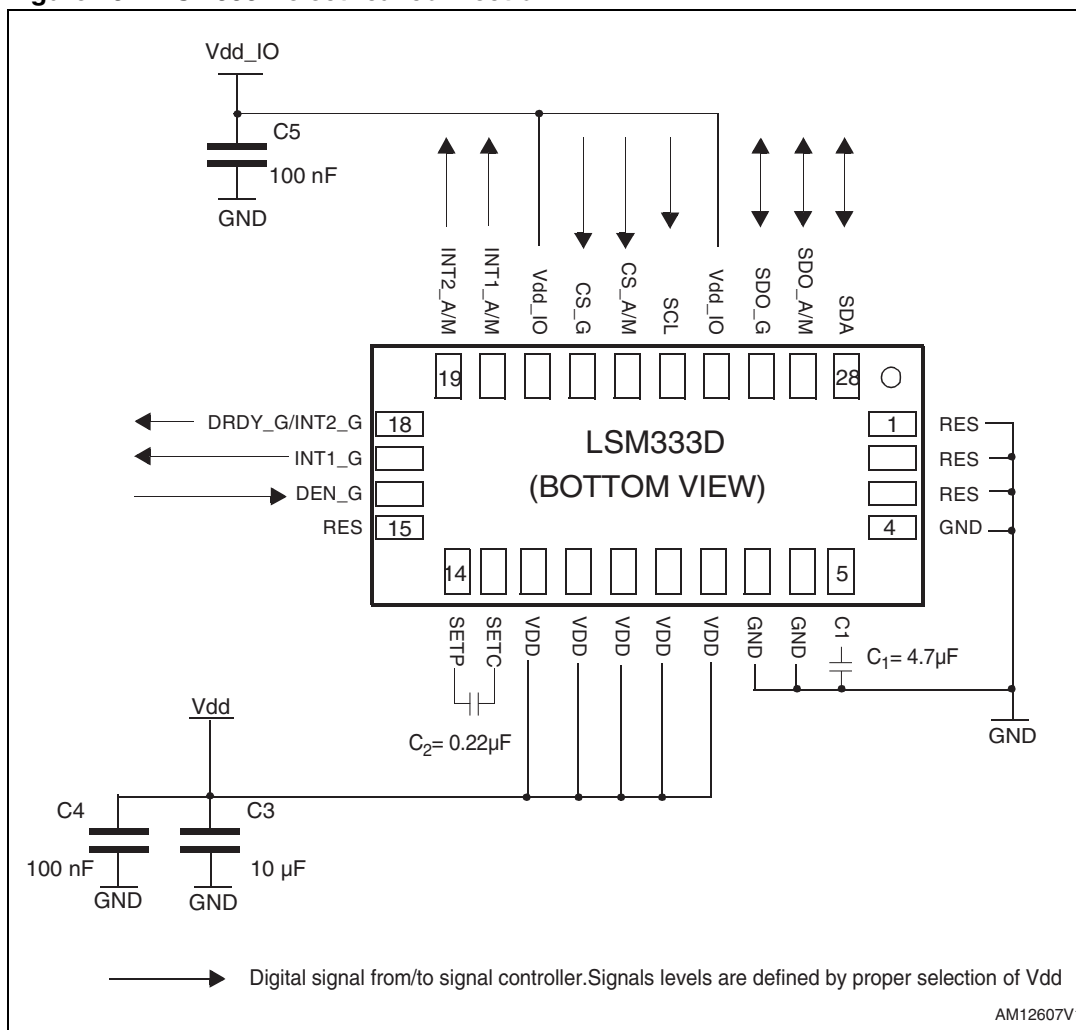 Vdd_IO
C5
100 nF
GND
INT2_A/M
INT1_A/M
Vdd_IO
CS_G
CS_A/M
SCL
Vdd_IO
SDO_G
SDO_A/M
SDA
19
28
DRDY_G/INT2_G
18
INT1_G
DEN_G
RES
15
LSM333D
(BOTTOM VIEW)
1
RES
RES
RES
4
GND
14
5
SETP
SETC
VDD
VDD
VDD
VDD
VDD
GND
GND
C1
C1= 4.7µF
C2= 0.22µF
GND
Vdd
C4
C3
100 nF
10 µF
GND
GND
Digital signal from/to signal controller.Signals levels are defined by proper selection of Vdd